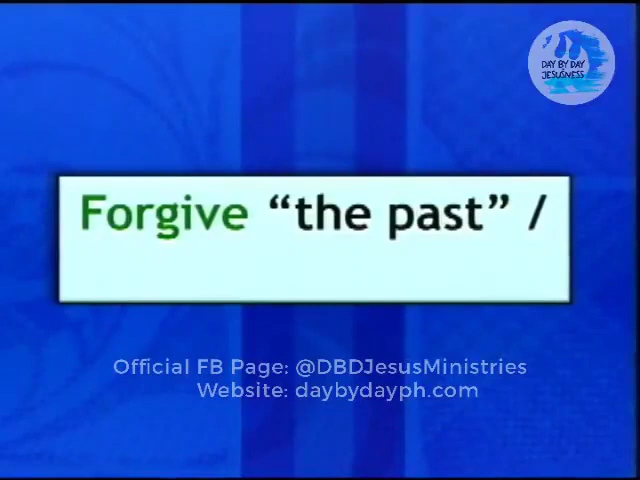 DAY BY DAY
JESUSNESS
Forgive “the past” /
Official FB Page: @DBDJesusMinistries
Website: daybydayph.com